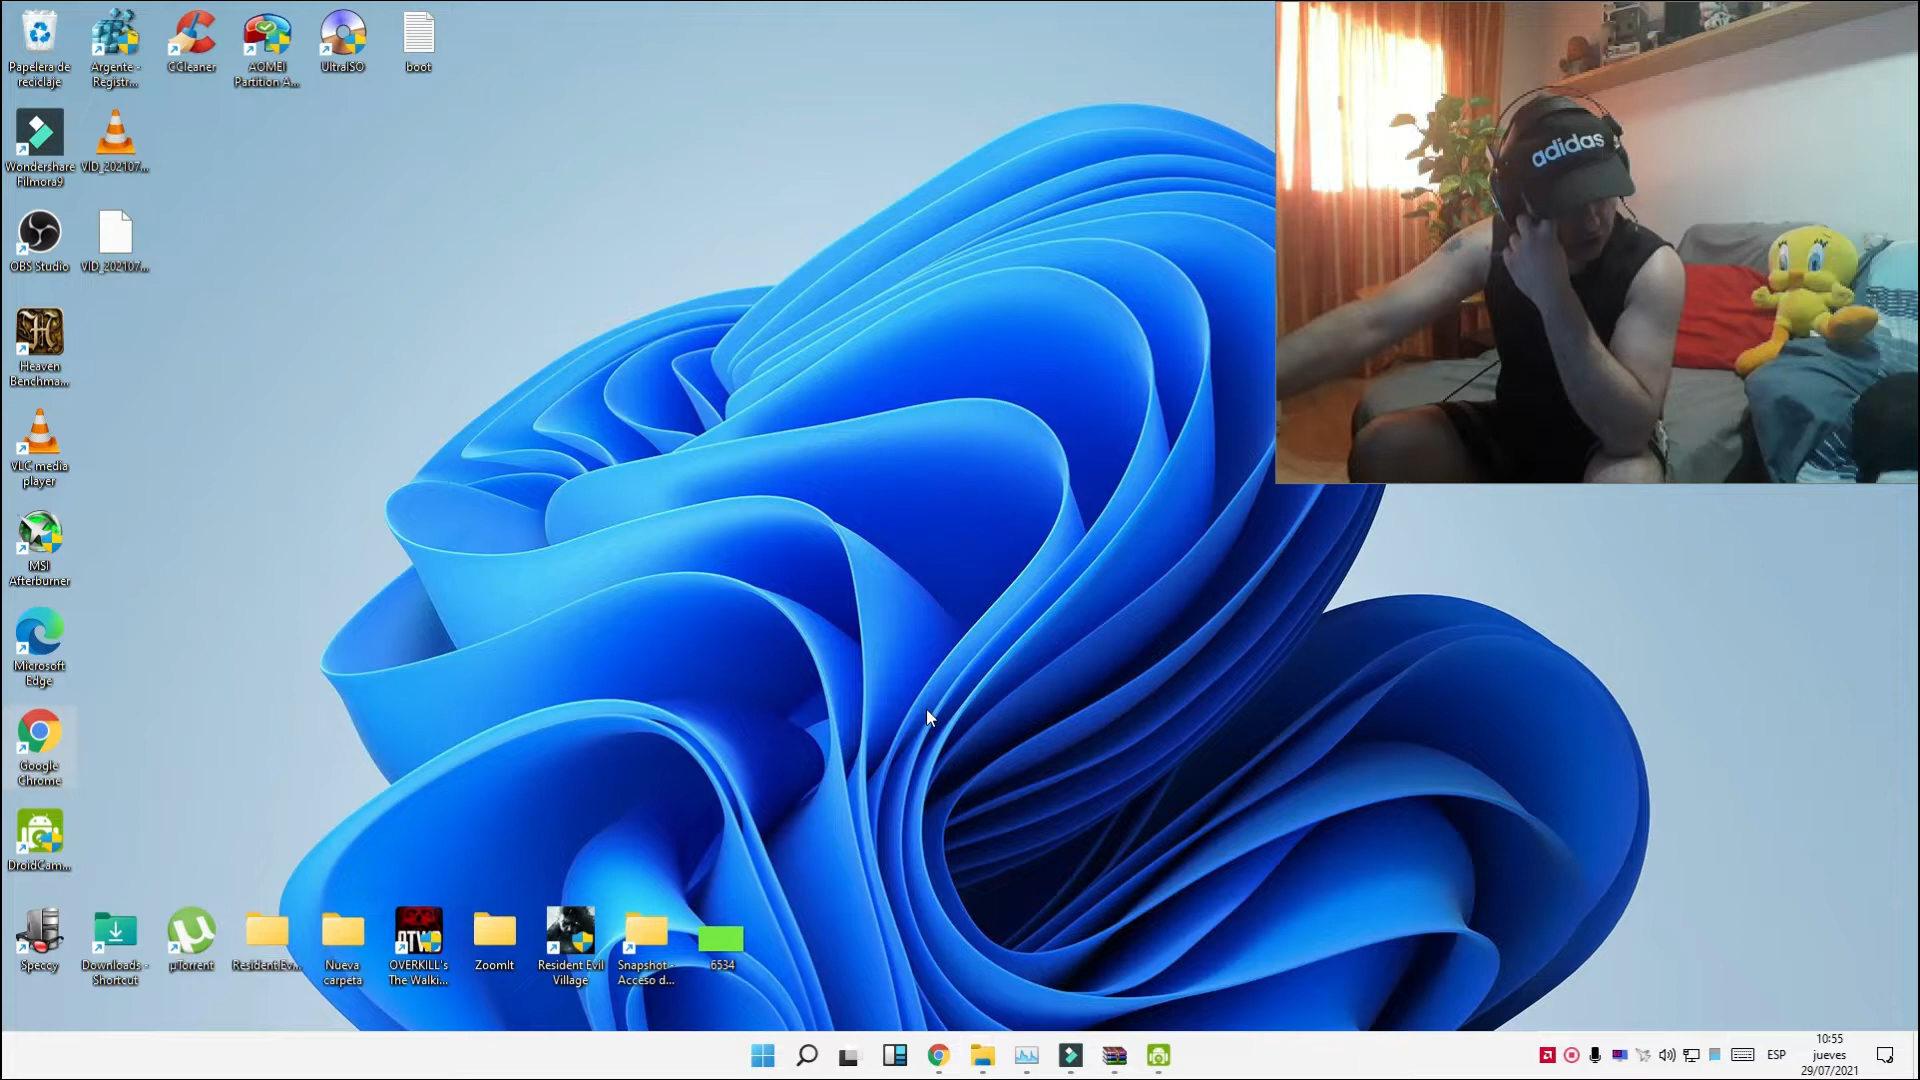 Papelera de
reciclaje
Argente -
Registr...
CCleaner
AOMEI
Partition A...
UltraISO
boot
Wondershare
Filmora9
VID_202107...
OBS Studio
VID_202107...
Heaven
Benchma...
VLC media
player
MSI
Afterburner
Microsoft
Edge
Google
Chrome
DroidCam...
Speccy
Downloads -
Shortcut
µTorrent
Resident Ev...
Nueva
carpeta
OVERKILL's
The Walki...
ZoomIt
Resident Evil
Village
Snapshot -
Acceso d...
6534
adidas
ESP
10:55
jueves
29/07/2021